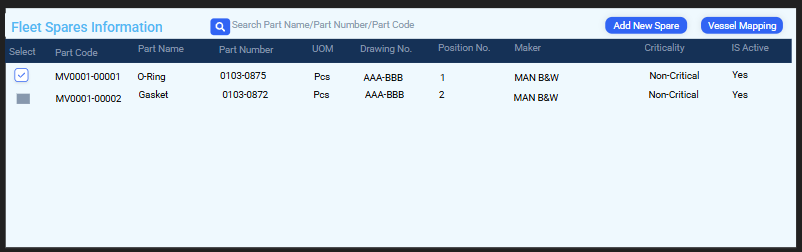 Fleet Spares Information Search Part Name/Part Number/Part Code Add New Spare Vessel Mapping
Select Part Code Part Name Part Number UOM Drawing No. Position No. Maker Criticality IS Active
MV0001-00001 O-Ring 0103-0875 Pcs AAA-BBB 1 MAN B&W Non-Critical Yes
MV0001-00002 Gasket 0103-0872 Pcs AAA-BBB 2 MAN B&W Non-Critical Yes